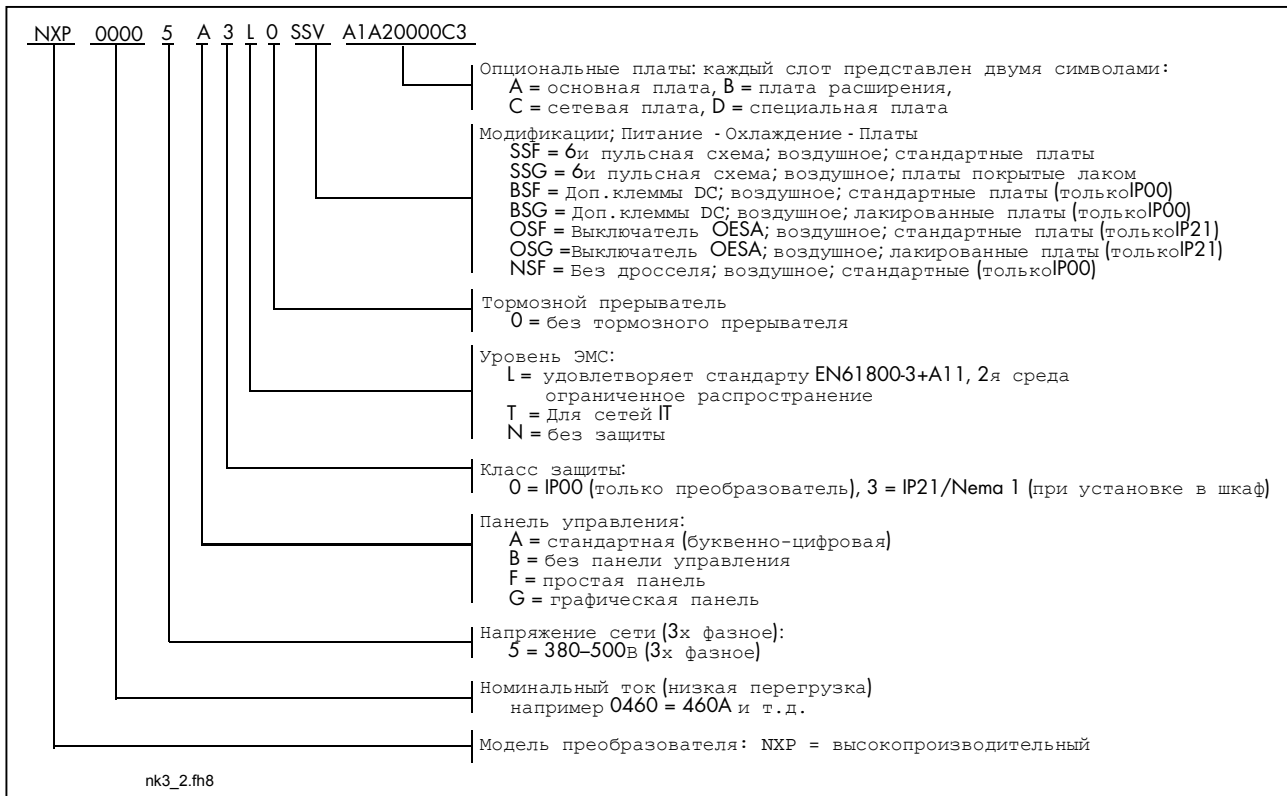 NXP 0000 5 A 3 L 0 SSV A1A20000C3
Опциональные платы: каждый слот представлен двумя символами:
A = основная плата, B = плата расширения,
C = сетевая плата, D = специальная плата
Модификации; Питание - Охлаждение - Платы
SSF = 6и пульсная схема; воздушное; стандартные платы
SSG = 6и пульсная схема; воздушное; платы покрытые лаком
BSF = Доп.клеммы DC; воздушное; стандартные платы (толькоIP00)
BSG = Доп.клеммы DC; воздушное; лакированные платы (толькоIP00)
OSF = Выключатель OESA; воздушное; стандартные платы (толькоIP21)
OSG =Выключатель OESA; воздушное; лакированные платы (толькоIP21)
NSF = Без дросселя; воздушное; стандартные (толькоIP00)
Тормозной прерыватель
0 = без тормозного прерывателя
Уровень ЭМС:
L = удовлетворяет стандарту EN61800-3+A11, 2я среда
ограниченное распространение
T = Для сетей IT
N = без защиты
Класс защиты:
0 = IP00 (только преобразователь), 3 = IP21/Nema 1 (при установке в шкаф)
Панель управления:
A = стандартная (буквенно-цифровая)
B = без панели управления
F = простая панель
G = графическая панель
Напряжение сети (3х фазное):
5 = 380–500В (3х фазное)
Номинальный ток (низкая перегрузка)
например 0460 = 460A и т.д.
Модель преобразователя: NXP = высокопроизводительный
nk3_2.fh8